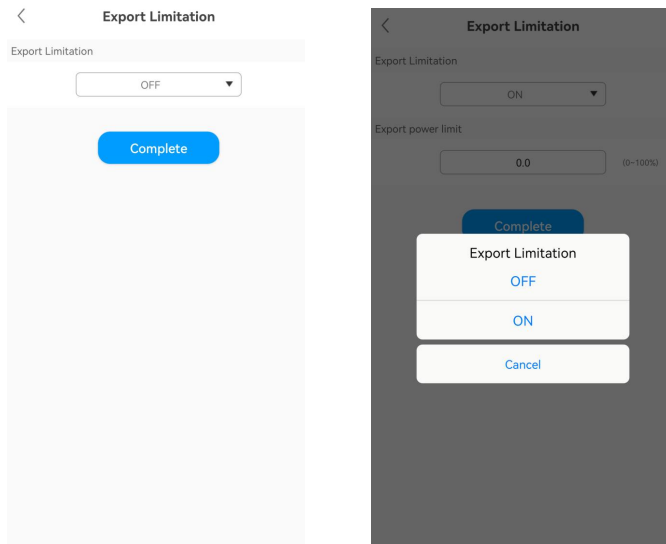 Export Limitation
Export Limitation
OFF
Complete
Export Limitation
Export Limitation
ON
Export power limit
0.0 (0~100%)
Complete
Export Limitation
OFF
ON
Cancel